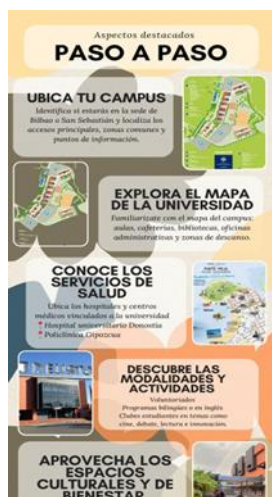 Aspectos destacados
PASO A PASO
UBICA TU CAMPUS
Identifica si estarás en la sede de
Bilbao o San Sebastián y localiza los
accesos principales, zonas comunes y
puntos de información.
EXPLORA EL MAPA
DE LA UNIVERSIDAD
Familiarízate con el mapa del campus:
aulas, cafeterías, bibliotecas, oficinas
administrativas y zonas de descanso.
CONOCE LOS
SERVICIOS DE
SALUD
Ubica los hospitales y centros
médicos vinculados a la universidad
Hospital universitario Donostia
Policlínica Gipuzcoa
DESCUBRE LAS
MODALIDADES Y
ACTIVIDADES
Voluntariados
Programas bilingües o en inglés
Clubes estudiantes en temas como
cine, debate, lectura e innovación.
APROVECHA LOS
ESPACIOS
CULTURALES Y DE
BIENESTAR